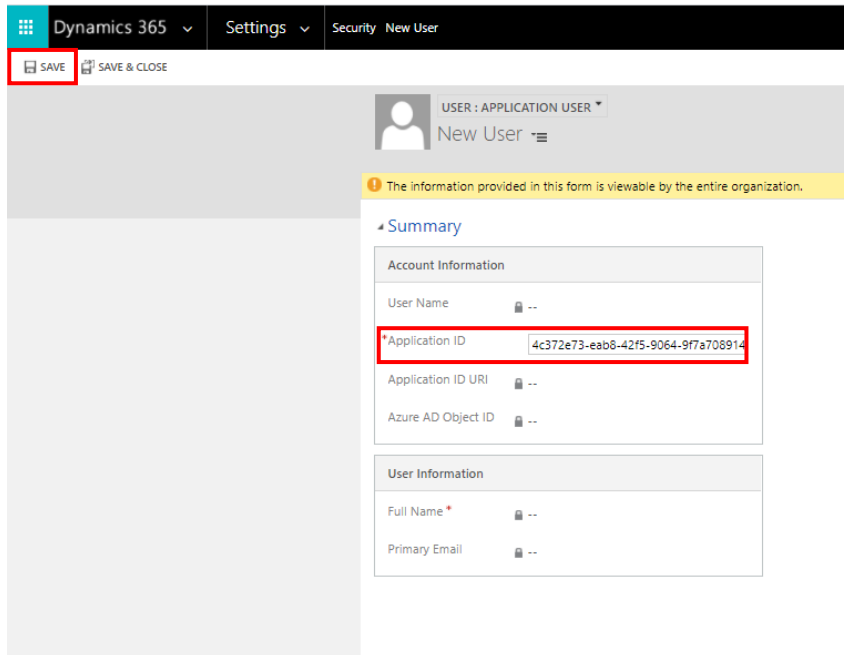 Dynamics 365 Settings Security New User
SAVE SAVE & CLOSE
USER : APPLICATION USER
New User
The information provided in this form is viewable by the entire organization.
Summary
Account Information
User Name --
*Application ID 4c372e73-eab8-42f5-9064-9f7a708914
Application ID URI --
Azure AD Object ID --
User Information
Full Name* --
Primary Email --